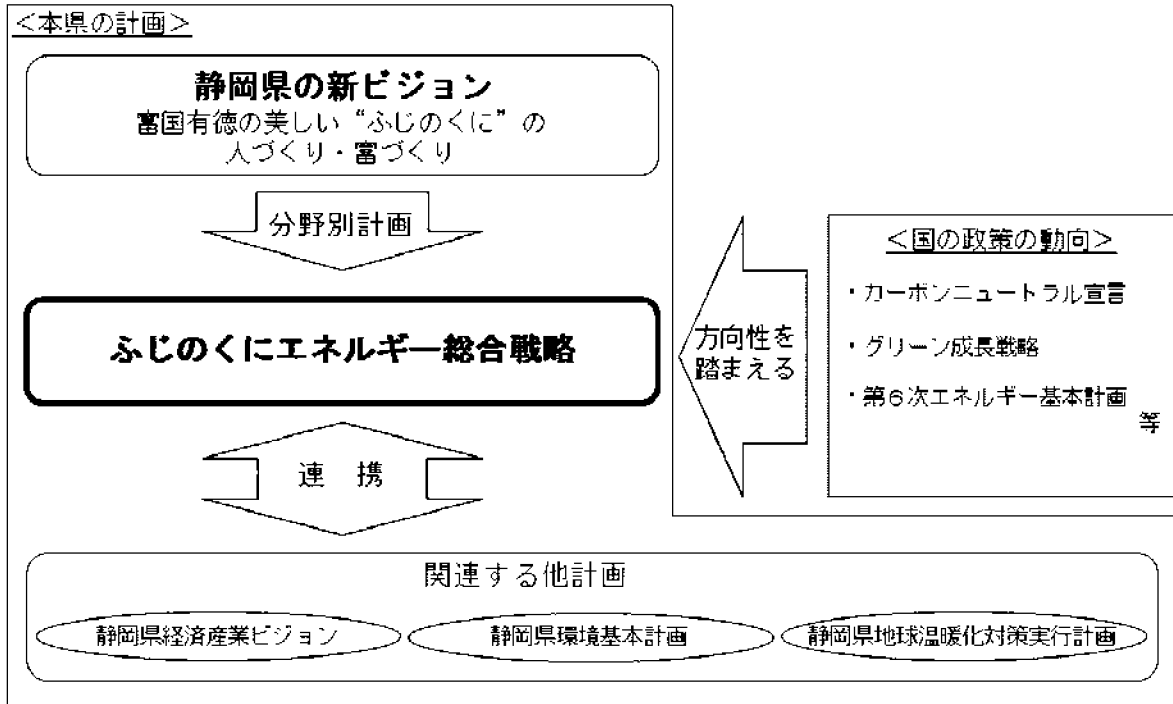 <本県の計画>
静岡県の新ビジョン
富国有徳の美しい“ふじのくに”の
人づくり・富づくり
分野別計画
ふじのくにエネルギー総合戦略
方向性を
踏まえる
<国の政策の動向>
・カーボンニュートラル宣言
・グリーン成長戦略
・第6次エネルギー基本計画
等
連 携
関連する他計画
静岡県経済産業ビジョン
静岡県環境基本計画
静岡県地球温暖化対策実行計画